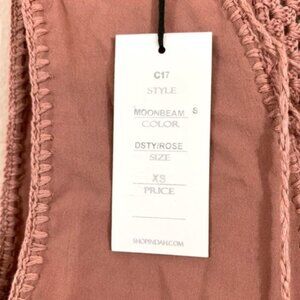 C17
STYLE
MOONBEAM S
COLOR
DSTY/ROSE
SIZE
XS
PRICE
SHOPINDAH.COM